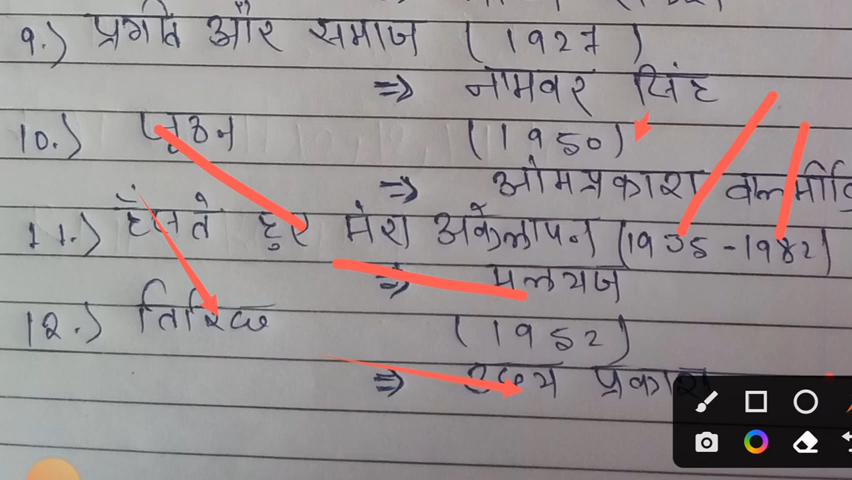 9.) प्रगति और समाज (1927)
⇒ नामवर सिंह
10.) जूठन (1950)
⇒ ओमप्रकाश वाल्मीकि
11.) हँसते हुए मेरा अकेलापन (1935-1982)
⇒ मलयज
12.) तिरिछ (1952)
⇒ उदय प्रकाश